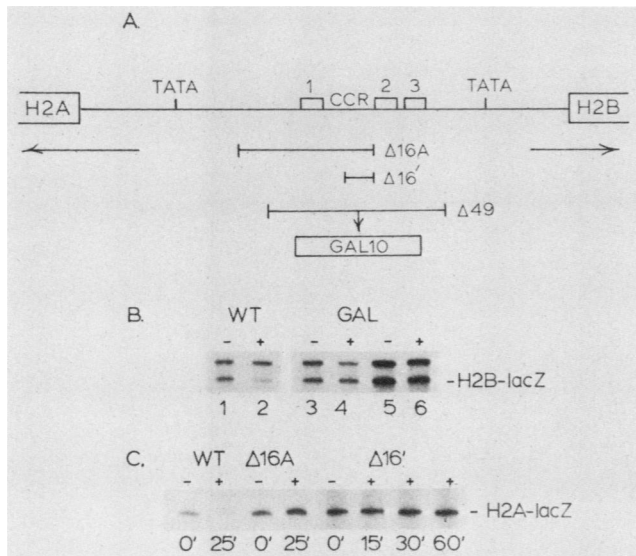 A.
TATA 1 CCR 2 3 TATA
H2A H2B
Δ16A
Δ16'
Δ49
GAL10
B. WT GAL
- + - + - +
-H2B-lacZ
1 2 3 4 5 6
C. WT Δ16A Δ16'
- + - + - + + +
- H2A-lacZ
0' 25' 0' 25' 0' 15' 30' 60'